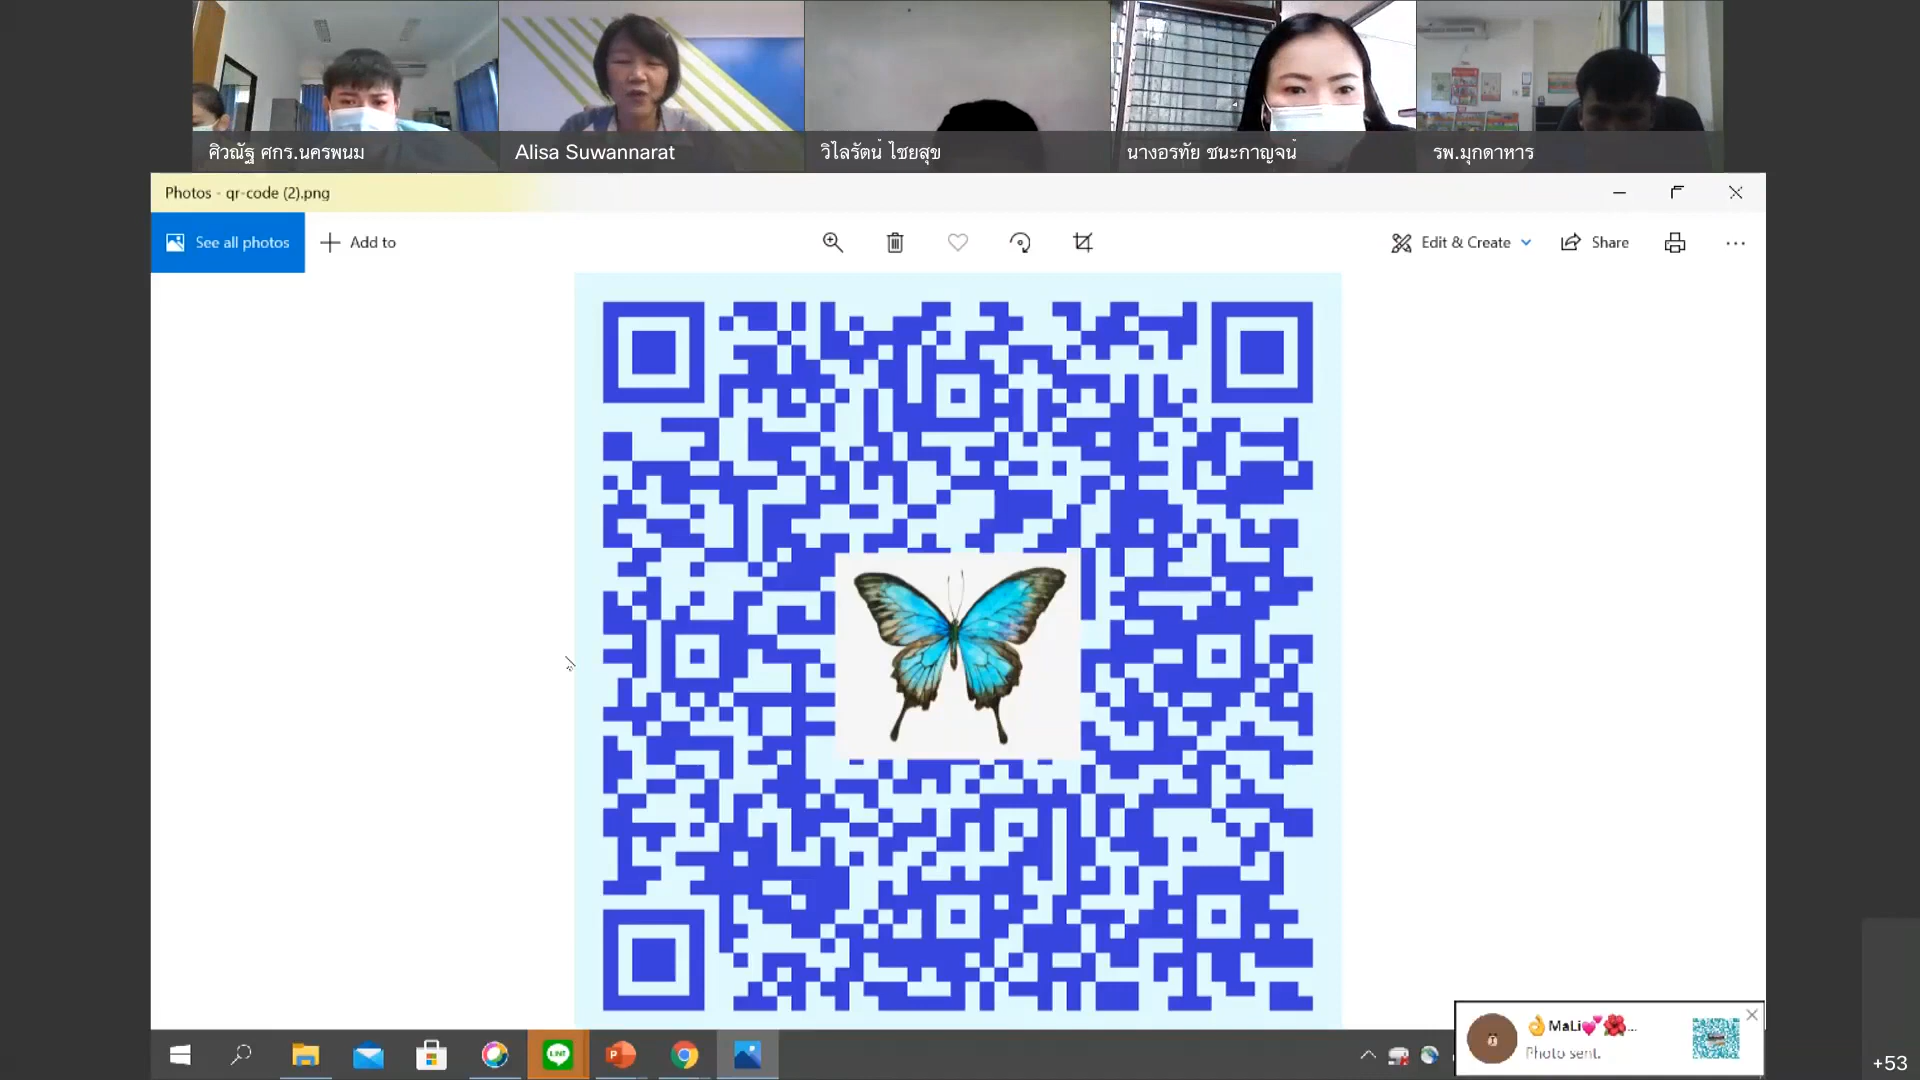 ศิวณัฐ ศกร.นครพนม
Alisa Suwannarat
วิไลรัตน์ ไชยสุข
นางอรทัย ชนะกาญจน์
รพ.มุกดาหาร
Photos - qr-code (2).png
See all photos
Add to
Edit & Create
Share
LINE
👌MaLi💕🌺...
Photo sent.
+53